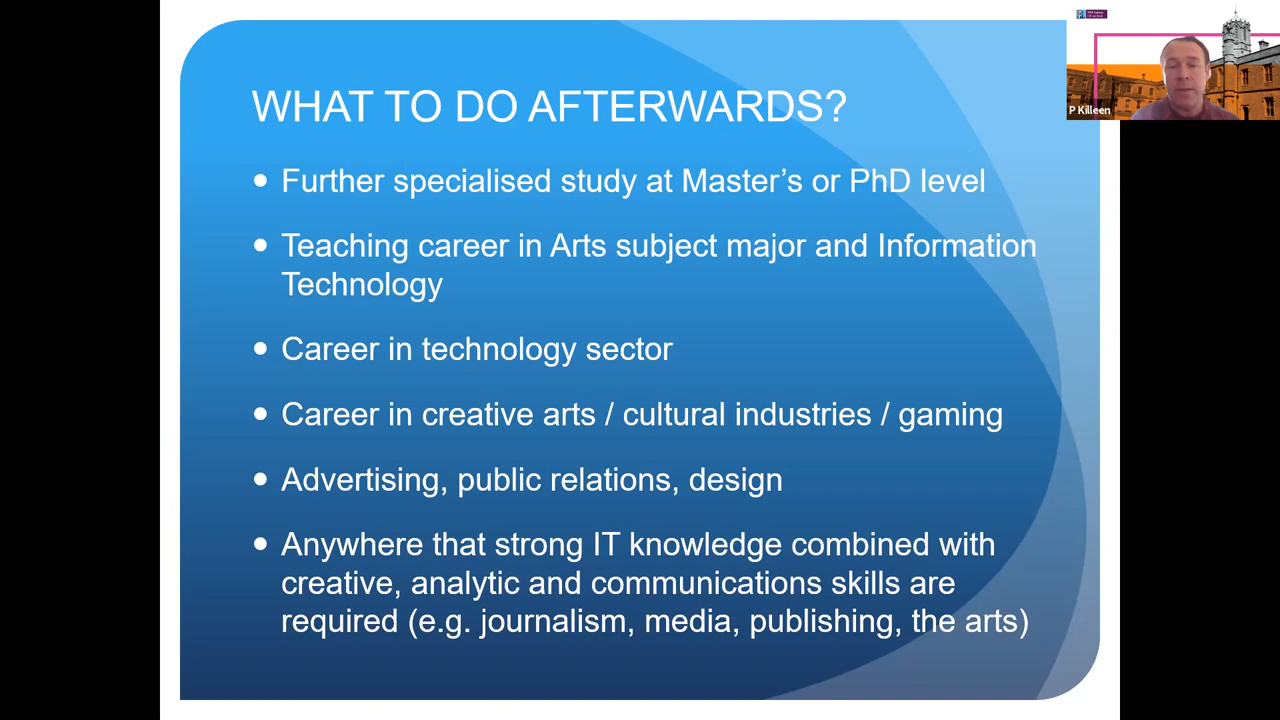 WHAT TO DO AFTERWARDS?
• Further specialised study at Master’s or PhD level
• Teaching career in Arts subject major and Information
Technology
• Career in technology sector
• Career in creative arts / cultural industries / gaming
• Advertising, public relations, design
• Anywhere that strong IT knowledge combined with
creative, analytic and communications skills are
required (e.g. journalism, media, publishing, the arts)
P Killeen